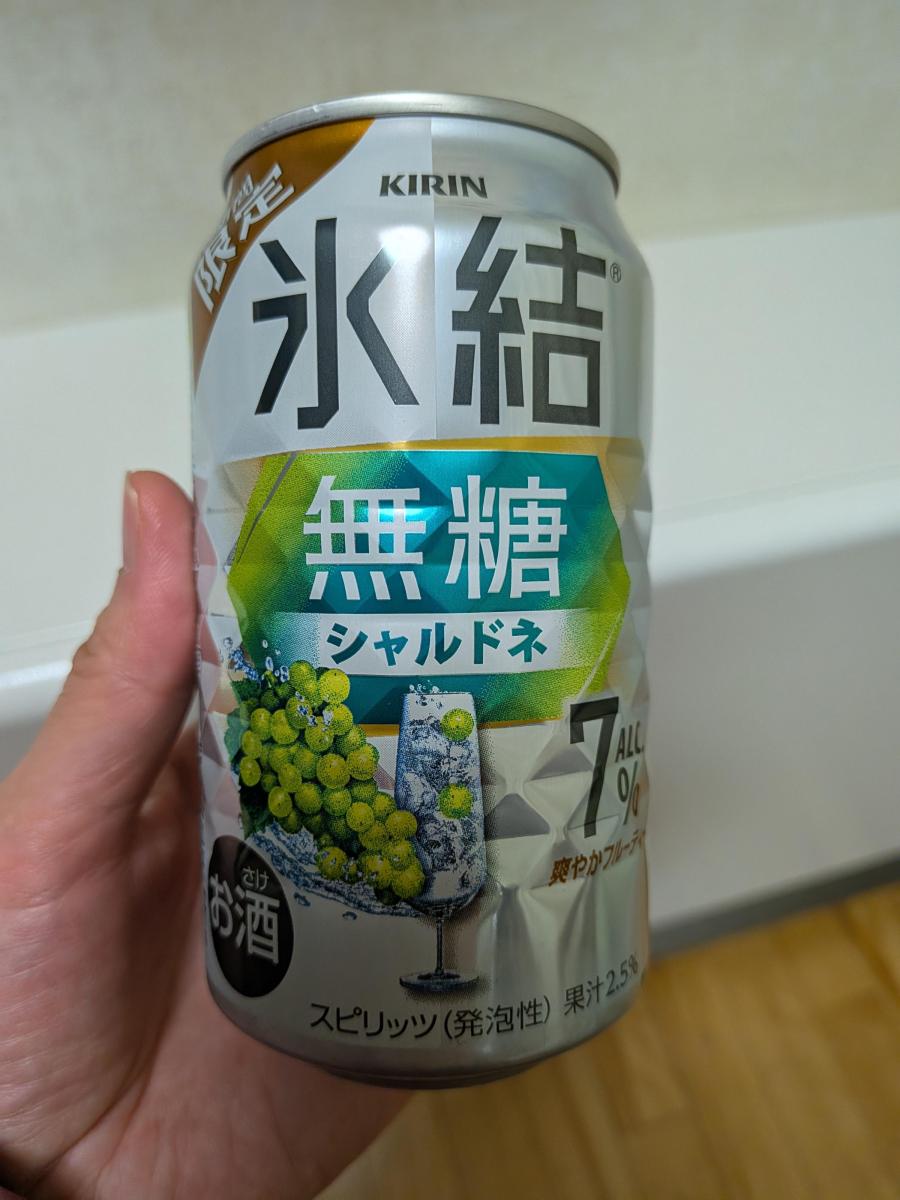 限定
KIRIN
氷結®
無糖
シャルドネ
7%
ALC.
爽やかフルーティ
さけ
お酒
スピリッツ(発泡性) 果汁2.5%